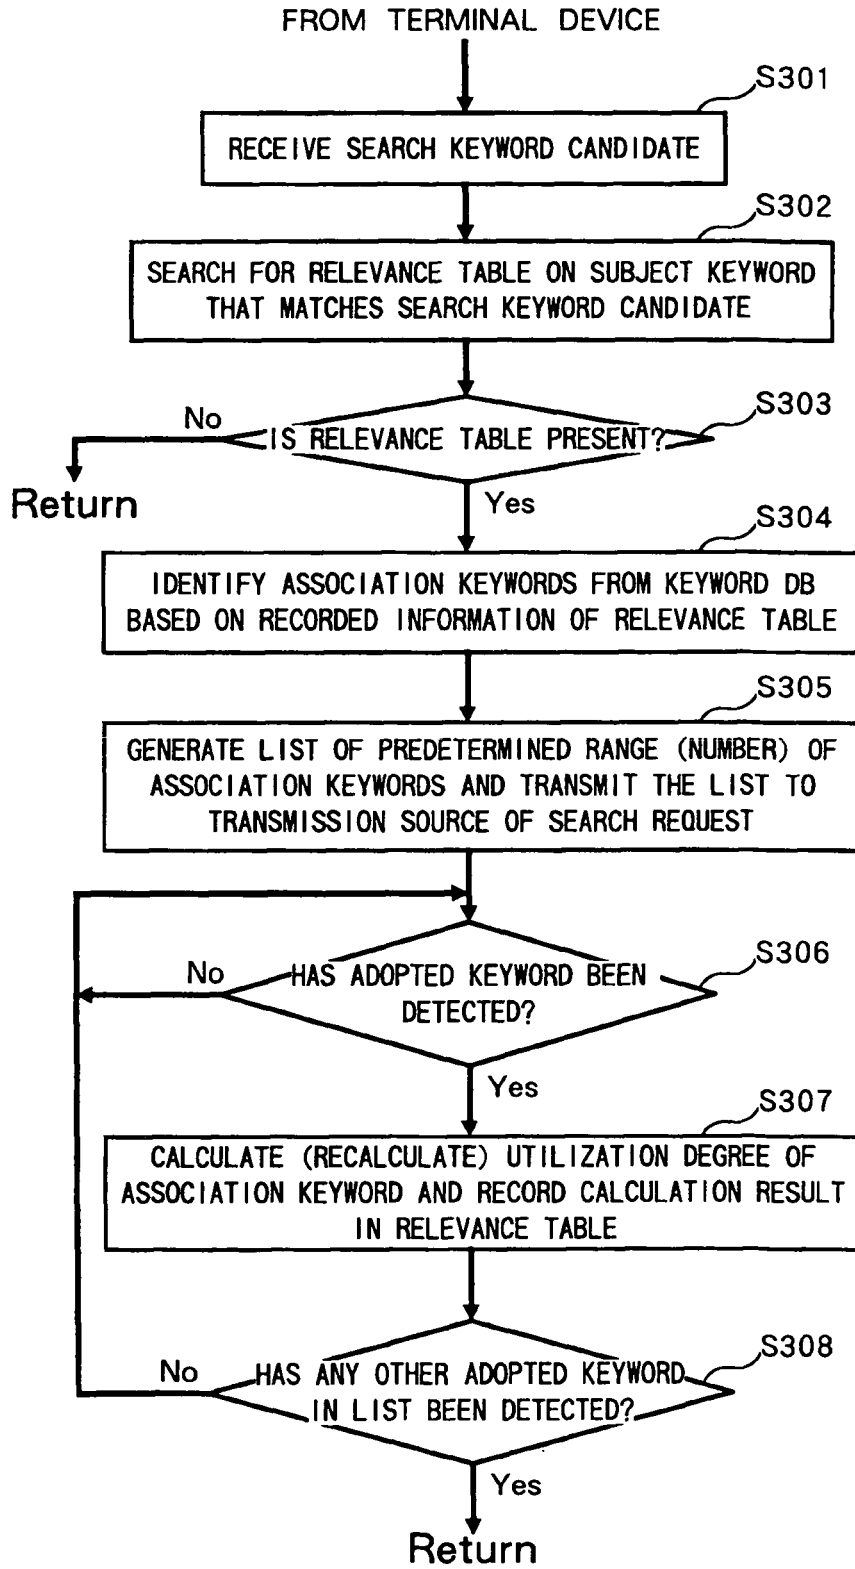 FROM TERMINAL DEVICE
S301
RECEIVE SEARCH KEYWORD CANDIDATE
S302
SEARCH FOR RELEVANCE TABLE ON SUBJECT KEYWORD
THAT MATCHES SEARCH KEYWORD CANDIDATE
S303
No
IS RELEVANCE TABLE PRESENT?
Return
Yes
S304
IDENTIFY ASSOCIATION KEYWORDS FROM KEYWORD DB
BASED ON RECORDED INFORMATION OF RELEVANCE TABLE
S305
GENERATE LIST OF PREDETERMINED RANGE (NUMBER) OF
ASSOCIATION KEYWORDS AND TRANSMIT THE LIST TO
TRANSMISSION SOURCE OF SEARCH REQUEST
S306
No
HAS ADOPTED KEYWORD BEEN
DETECTED?
Yes
S307
CALCULATE (RECALCULATE) UTILIZATION DEGREE OF
ASSOCIATION KEYWORD AND RECORD CALCULATION RESULT
IN RELEVANCE TABLE
S308
No
HAS ANY OTHER ADOPTED KEYWORD
IN LIST BEEN DETECTED?
Yes
Return